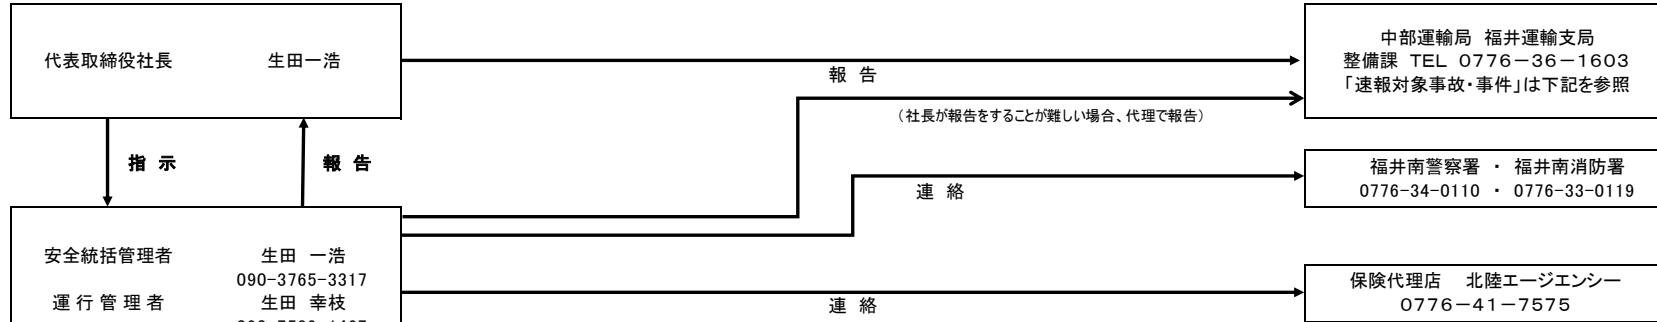 代表取締役社長 生田一浩
中部運輸局 福井運輸支局
整備課 TEL 0776-36-1603
「速報対象事故・事件」は下記を参照
報 告
(社長が報告をすることが難しい場合、代理で報告)
指 示
報 告
福井南警察署 ・ 福井南消防署
0776-34-0110 ・ 0776-33-0119
連 絡
安全統括管理者 生田 一浩
090-3765-3317
運 行 管 理 者 生田 幸枝
連 絡
保険代理店 北陸エージエンシー
0776-41-7575